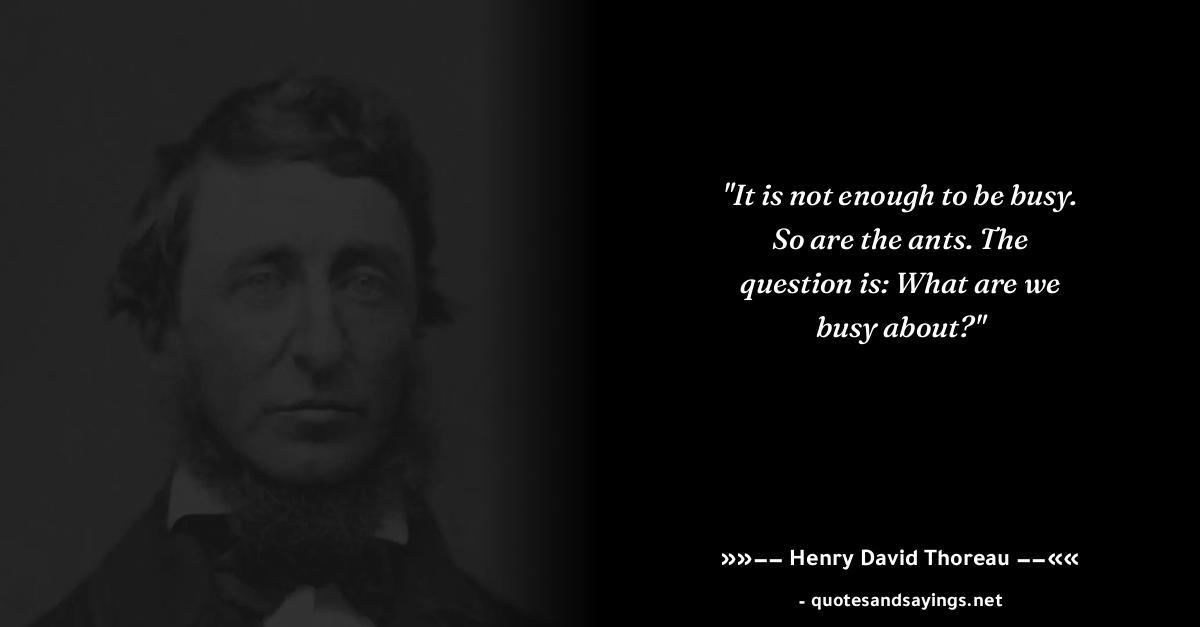 "It is not enough to be busy.
So are the ants. The
question is: What are we
busy about?"
»»–– Henry David Thoreau ––««
- quotesandsayings.net